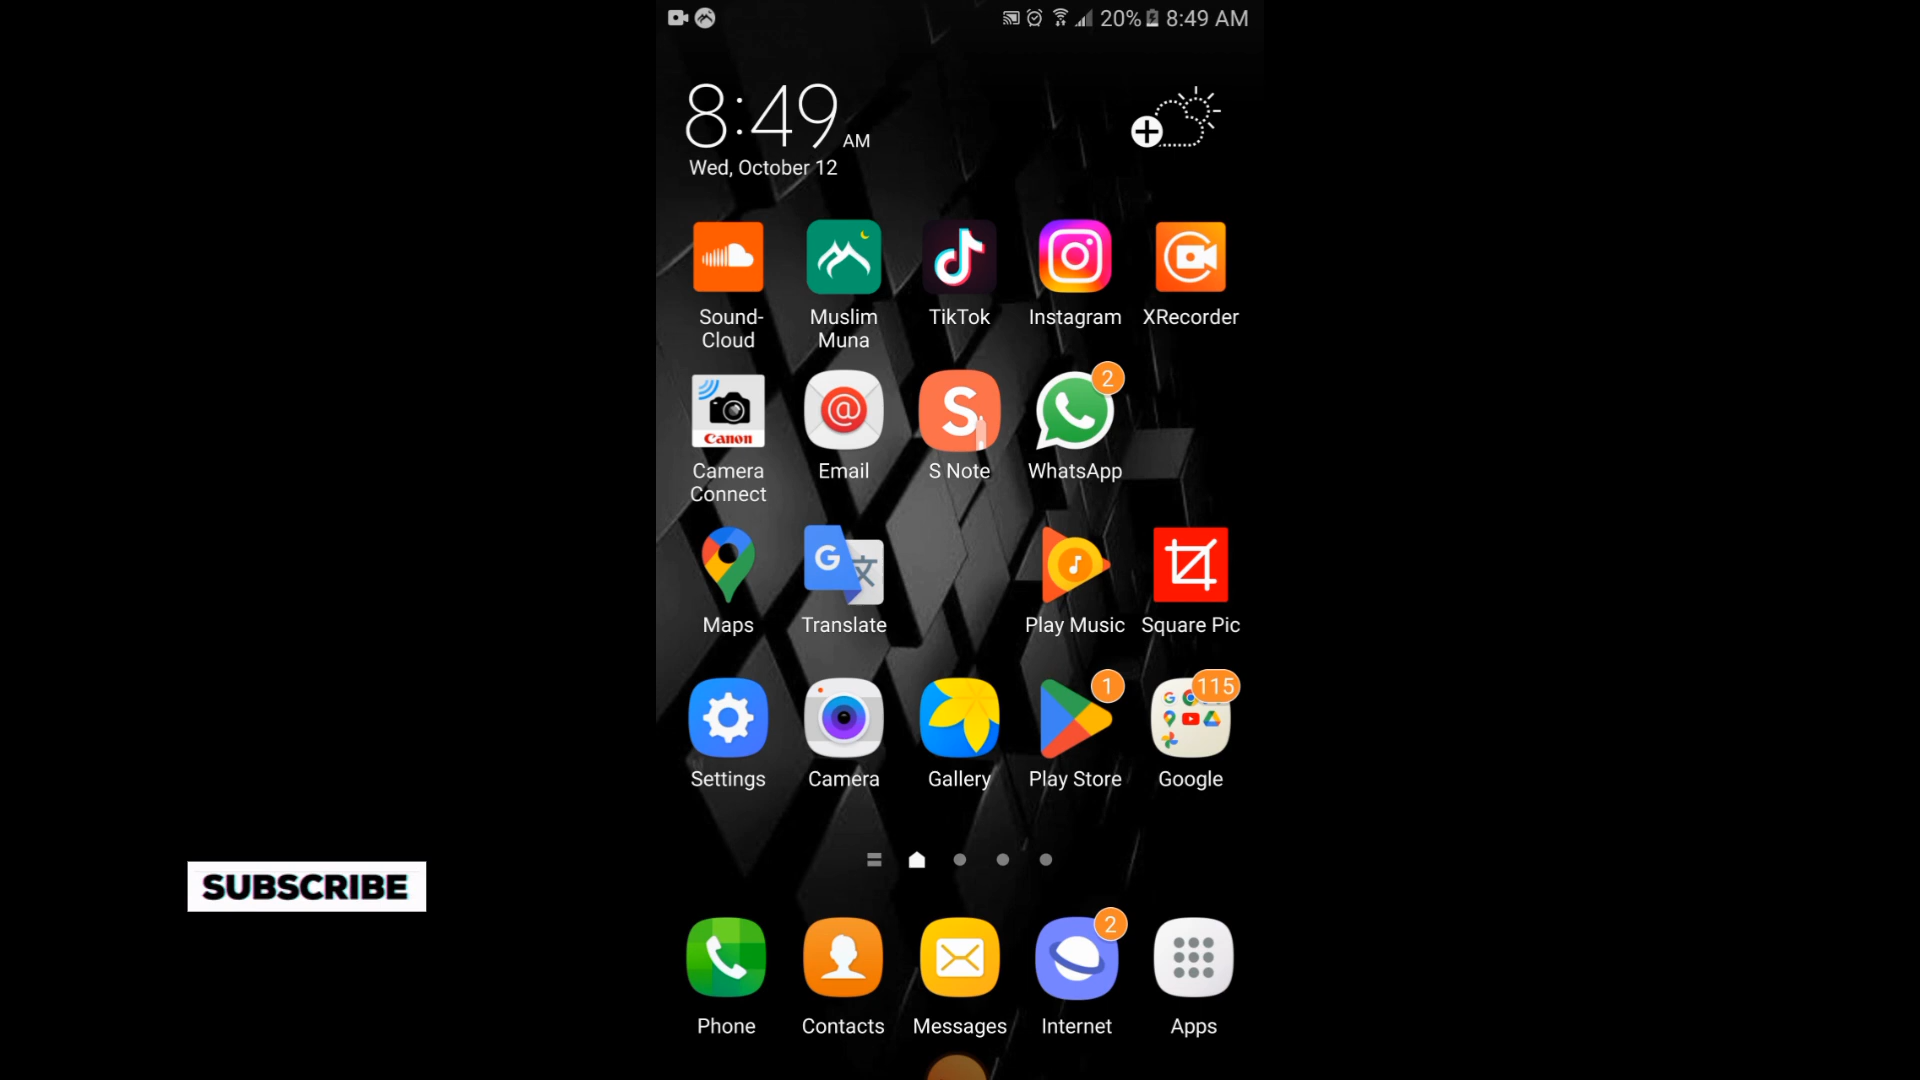 20% 8:49 AM
8:49 AM
Wed, October 12
Sound-
Cloud
Muslim
Muna
TikTok
Instagram
XRecorder
Canon
Camera
Connect
@
Email
S
S Note
2
WhatsApp
Maps
G 文
Translate
Play Music
Square Pic
Settings
Camera
Gallery
1
Play Store
115
G
Google
SUBSCRIBE
Phone
Contacts
Messages
2
Internet
Apps